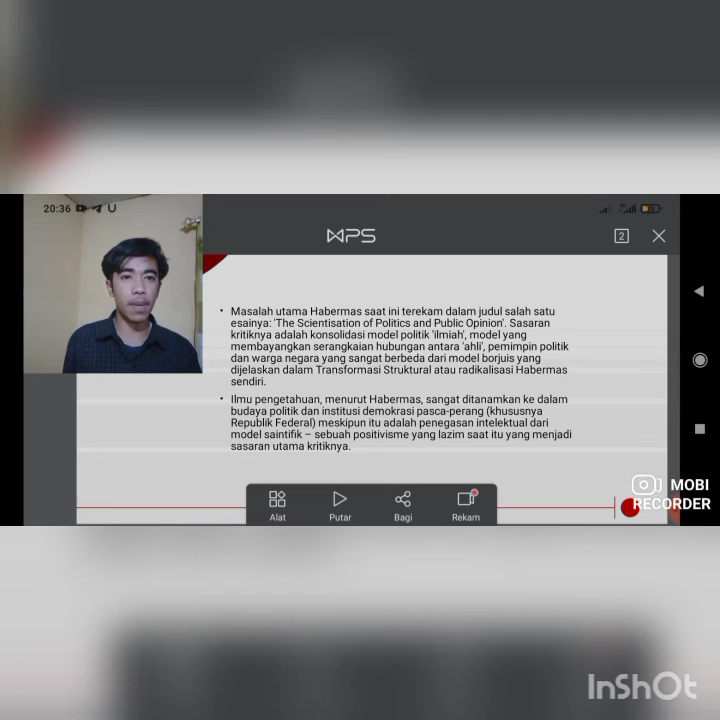 20:36
WPS
2
• Masalah utama Habermas saat ini terekam dalam judul salah satu
esainya: 'The Scientisation of Politics and Public Opinion'. Sasaran
kritiknya adalah konsolidasi model politik 'ilmiah', model yang
membayangkan serangkaian hubungan antara 'ahli', pemimpin politik
dan warga negara yang sangat berbeda dari model borjuis yang
dijelaskan dalam Transformasi Struktural atau radikalisasi Habermas
sendiri.
• Ilmu pengetahuan, menurut Habermas, sangat ditanamkan ke dalam
budaya politik dan institusi demokrasi pasca-perang (khususnya
Republik Federal) meskipun itu adalah penegasan intelektual dari
model saintifik – sebuah positivisme yang lazim saat itu yang menjadi
sasaran utama kritiknya.
Alat Putar Bagi Rekam
MOBI
RECORDER
InShOt